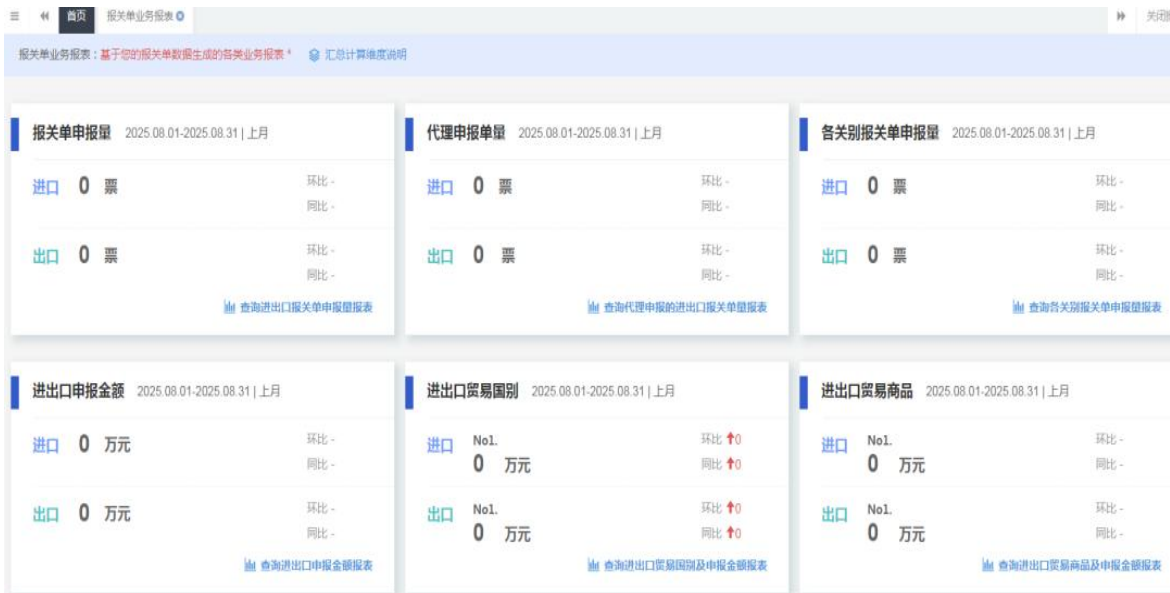 首页 报关单业务报表 关闭
报关单业务报表：基于您的报关单数据生成的各类业务报表 * 汇总计算维度说明
报关单申报量 2025.08.01-2025.08.31 | 上月
进口 0 票 环比 -
同比 -
出口 0 票 环比 -
同比 -
查询进出口报关单申报量报表
代理申报单量 2025.08.01-2025.08.31 | 上月
进口 0 票 环比 -
同比 -
出口 0 票 环比 -
同比 -
查询代理申报的进出口报关单量报表
各关别报关单申报量 2025.08.01-2025.08.31 | 上月
进口 0 票 环比 -
同比 -
出口 0 票 环比 -
同比 -
查询各关别报关单申报量报表
进出口申报金额 2025.08.01-2025.08.31 | 上月
进口 0 万元 环比 -
同比 -
出口 0 万元 环比 -
同比 -
查询进出口申报金额报表
进出口贸易国别 2025.08.01-2025.08.31 | 上月
进口 No1. 环比 ↑0
0 万元 同比 ↑0
出口 No1. 环比 ↑0
0 万元 同比 ↑0
查询进出口贸易国别及申报金额报表
进出口贸易商品 2025.08.01-2025.08.31 | 上月
进口 No1. 环比 -
0 万元 同比 -
出口 No1. 环比 -
0 万元 同比 -
查询进出口贸易商品及申报金额报表